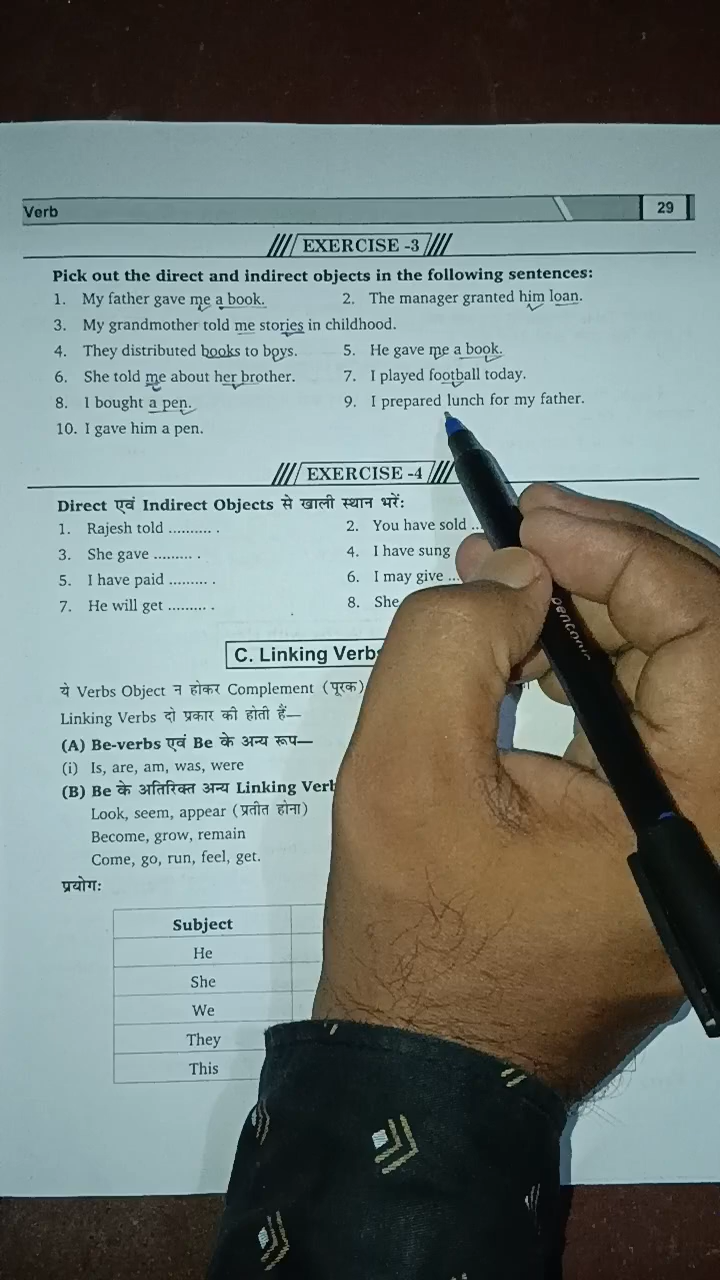 Verb 29
EXERCISE -3
Pick out the direct and indirect objects in the following sentences:
1. My father gave me a book. 2. The manager granted him loan.
3. My grandmother told me stories in childhood.
4. They distributed books to boys. 5. He gave me a book.
6. She told me about her brother. 7. I played football today.
8. I bought a pen. 9. I prepared lunch for my father.
10. I gave him a pen.
EXERCISE -4
Direct एवं Indirect Objects से खाली स्थान भरें:
1. Rajesh told .......... . 2. You have sold ...
3. She gave ......... . 4. I have sung
5. I have paid .......... . 6. I may give ....
7. He will get ......... . 8. She
C. Linking Verbs
ये Verbs Object न होकर Complement (पूरक)
Linking Verbs दो प्रकार की होती हैं—
(A) Be-verbs एवं Be के अन्य रूप—
(i) Is, are, am, was, were
(B) Be के अतिरिक्त अन्य Linking Verb
Look, seem, appear (प्रतीत होना)
Become, grow, remain
Come, go, run, feel, get.
प्रयोग:
Subject
He
She
We
They
This